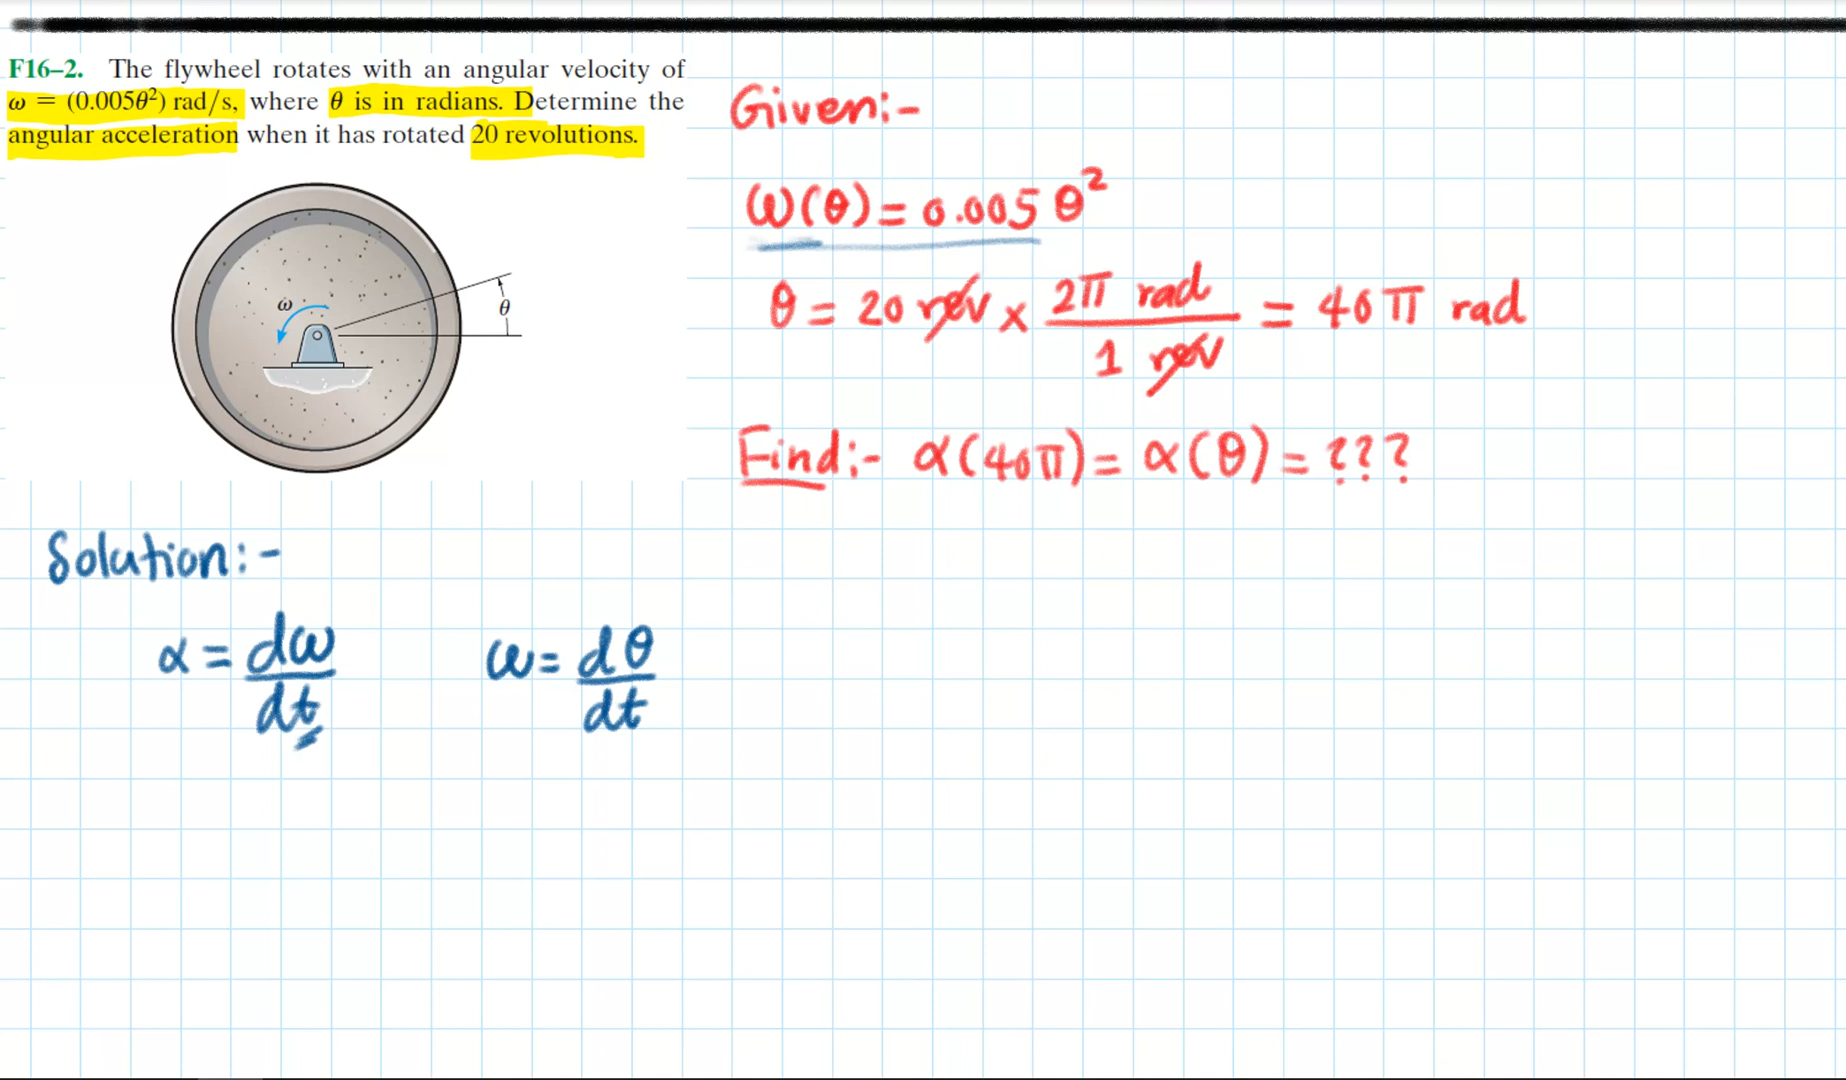 F16–2. The flywheel rotates with an angular velocity of
ω = (0.005θ²) rad/s, where θ is in radians. Determine the
angular acceleration when it has rotated 20 revolutions.
ω
θ
Given:-
ω(θ) = 0.005 θ²
θ = 20 rev x 2π rad / 1 rev = 40 π rad
Find:- α(40π) = α(θ) = ???
Solution:-
α = dω/dt ω = dθ/dt